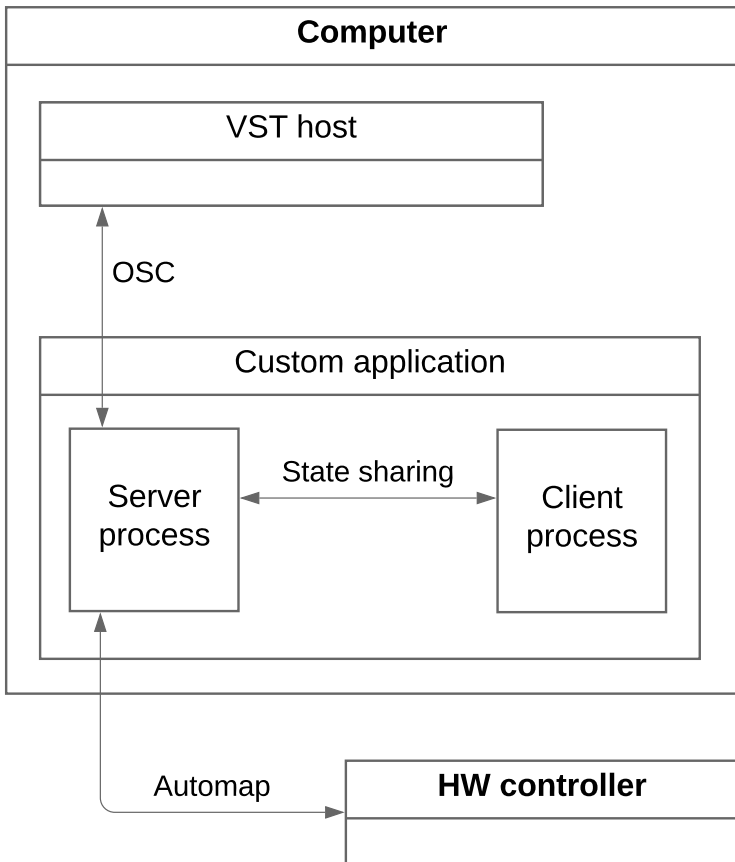 Computer
VST host
OSC
Custom application
State sharing
Server
process
Client
process
Automap
HW controller